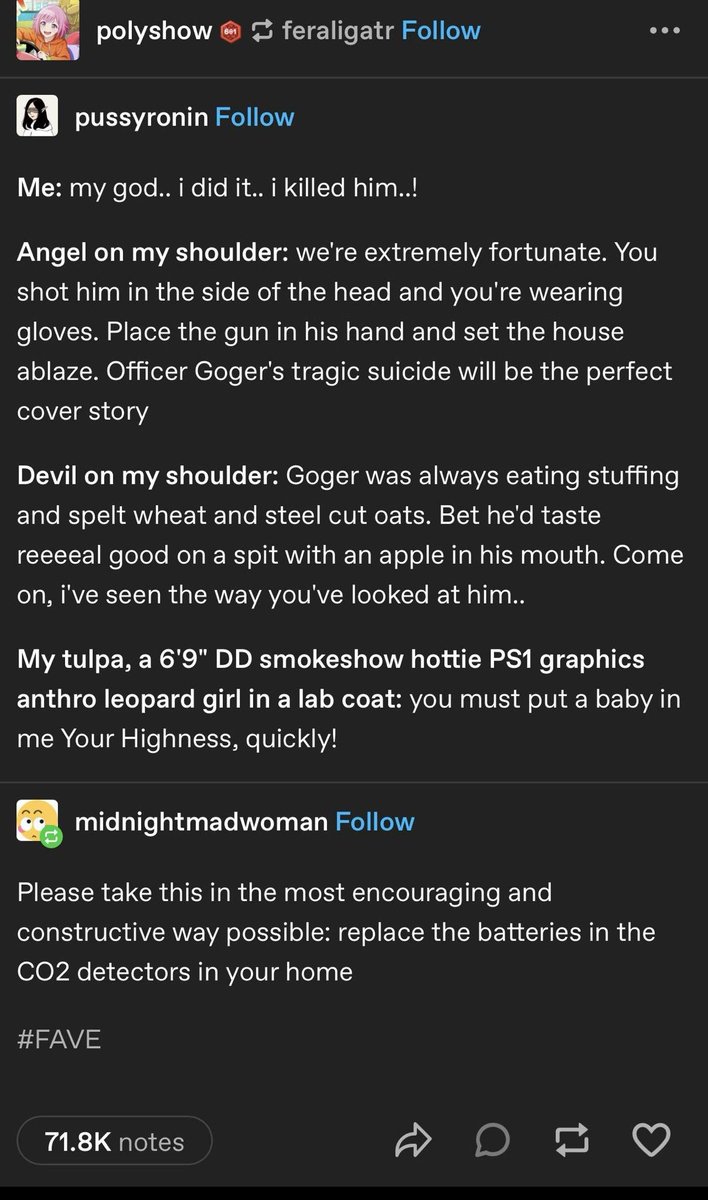 polyshow 601 feraligatr Follow
pussyronin Follow
Me: my god.. i did it.. i killed him..!
Angel on my shoulder: we're extremely fortunate. You
shot him in the side of the head and you're wearing
gloves. Place the gun in his hand and set the house
ablaze. Officer Goger's tragic suicide will be the perfect
cover story
Devil on my shoulder: Goger was always eating stuffing
and spelt wheat and steel cut oats. Bet he'd taste
reeeeal good on a spit with an apple in his mouth. Come
on, i've seen the way you've looked at him..
My tulpa, a 6'9" DD smokeshow hottie PS1 graphics
anthro leopard girl in a lab coat: you must put a baby in
me Your Highness, quickly!
midnightmadwoman Follow
Please take this in the most encouraging and
constructive way possible: replace the batteries in the
CO2 detectors in your home
#FAVE
71.8K notes